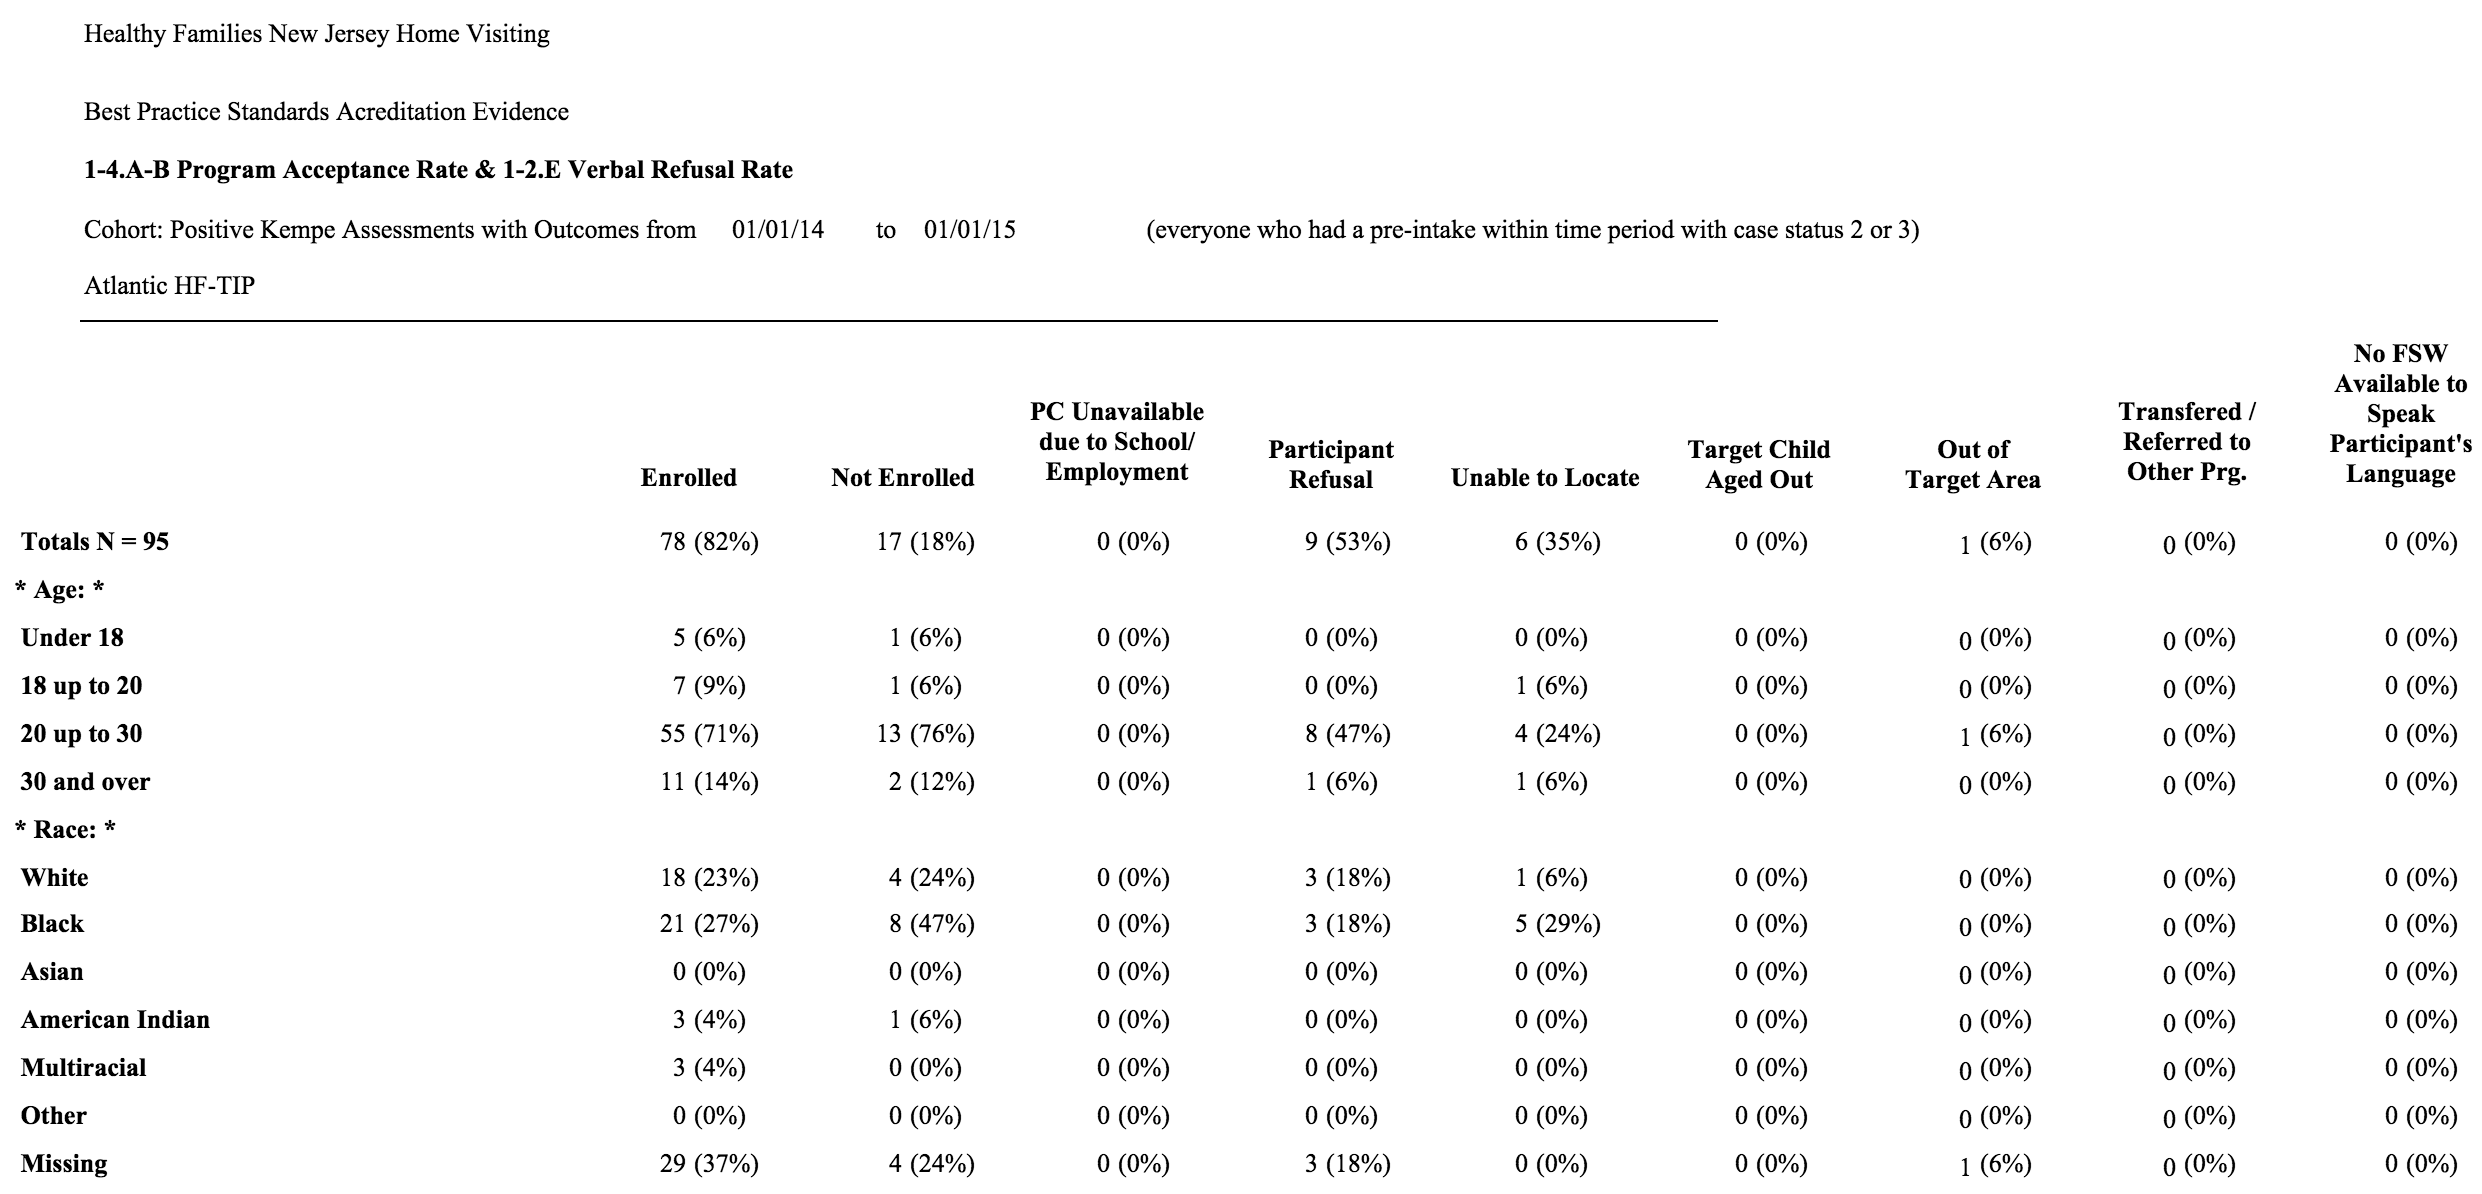 Healthy Families New Jersey Home Visiting
Best Practice Standards Acreditation Evidence
1-4.A-B Program Acceptance Rate & 1-2.E Verbal Refusal Rate
Cohort: Positive Kempe Assessments with Outcomes from 01/01/14 to 01/01/15 (everyone who had a pre-intake within time period with case status 2 or 3)
Atlantic HF-TIP
Enrolled
Not Enrolled
PC Unavailable
due to School/
Employment
Participant
Refusal
Unable to Locate
Target Child
Aged Out
Out of
Target Area
Transfered /
Referred to
Other Prg.
No FSW
Available to
Speak
Participant's
Language
Totals N = 95 78 (82%) 17 (18%) 0 (0%) 9 (53%) 6 (35%) 0 (0%) 1 (6%) 0 (0%) 0 (0%)
* Age: *
Under 18 5 (6%) 1 (6%) 0 (0%) 0 (0%) 0 (0%) 0 (0%) 0 (0%) 0 (0%) 0 (0%)
18 up to 20 7 (9%) 1 (6%) 0 (0%) 0 (0%) 1 (6%) 0 (0%) 0 (0%) 0 (0%) 0 (0%)
20 up to 30 55 (71%) 13 (76%) 0 (0%) 8 (47%) 4 (24%) 0 (0%) 1 (6%) 0 (0%) 0 (0%)
30 and over 11 (14%) 2 (12%) 0 (0%) 1 (6%) 1 (6%) 0 (0%) 0 (0%) 0 (0%) 0 (0%)
* Race: *
White 18 (23%) 4 (24%) 0 (0%) 3 (18%) 1 (6%) 0 (0%) 0 (0%) 0 (0%) 0 (0%)
Black 21 (27%) 8 (47%) 0 (0%) 3 (18%) 5 (29%) 0 (0%) 0 (0%) 0 (0%) 0 (0%)
Asian 0 (0%) 0 (0%) 0 (0%) 0 (0%) 0 (0%) 0 (0%) 0 (0%) 0 (0%) 0 (0%)
American Indian 3 (4%) 1 (6%) 0 (0%) 0 (0%) 0 (0%) 0 (0%) 0 (0%) 0 (0%) 0 (0%)
Multiracial 3 (4%) 0 (0%) 0 (0%) 0 (0%) 0 (0%) 0 (0%) 0 (0%) 0 (0%) 0 (0%)
Other 0 (0%) 0 (0%) 0 (0%) 0 (0%) 0 (0%) 0 (0%) 0 (0%) 0 (0%) 0 (0%)
Missing 29 (37%) 4 (24%) 0 (0%) 3 (18%) 0 (0%) 0 (0%) 1 (6%) 0 (0%) 0 (0%)